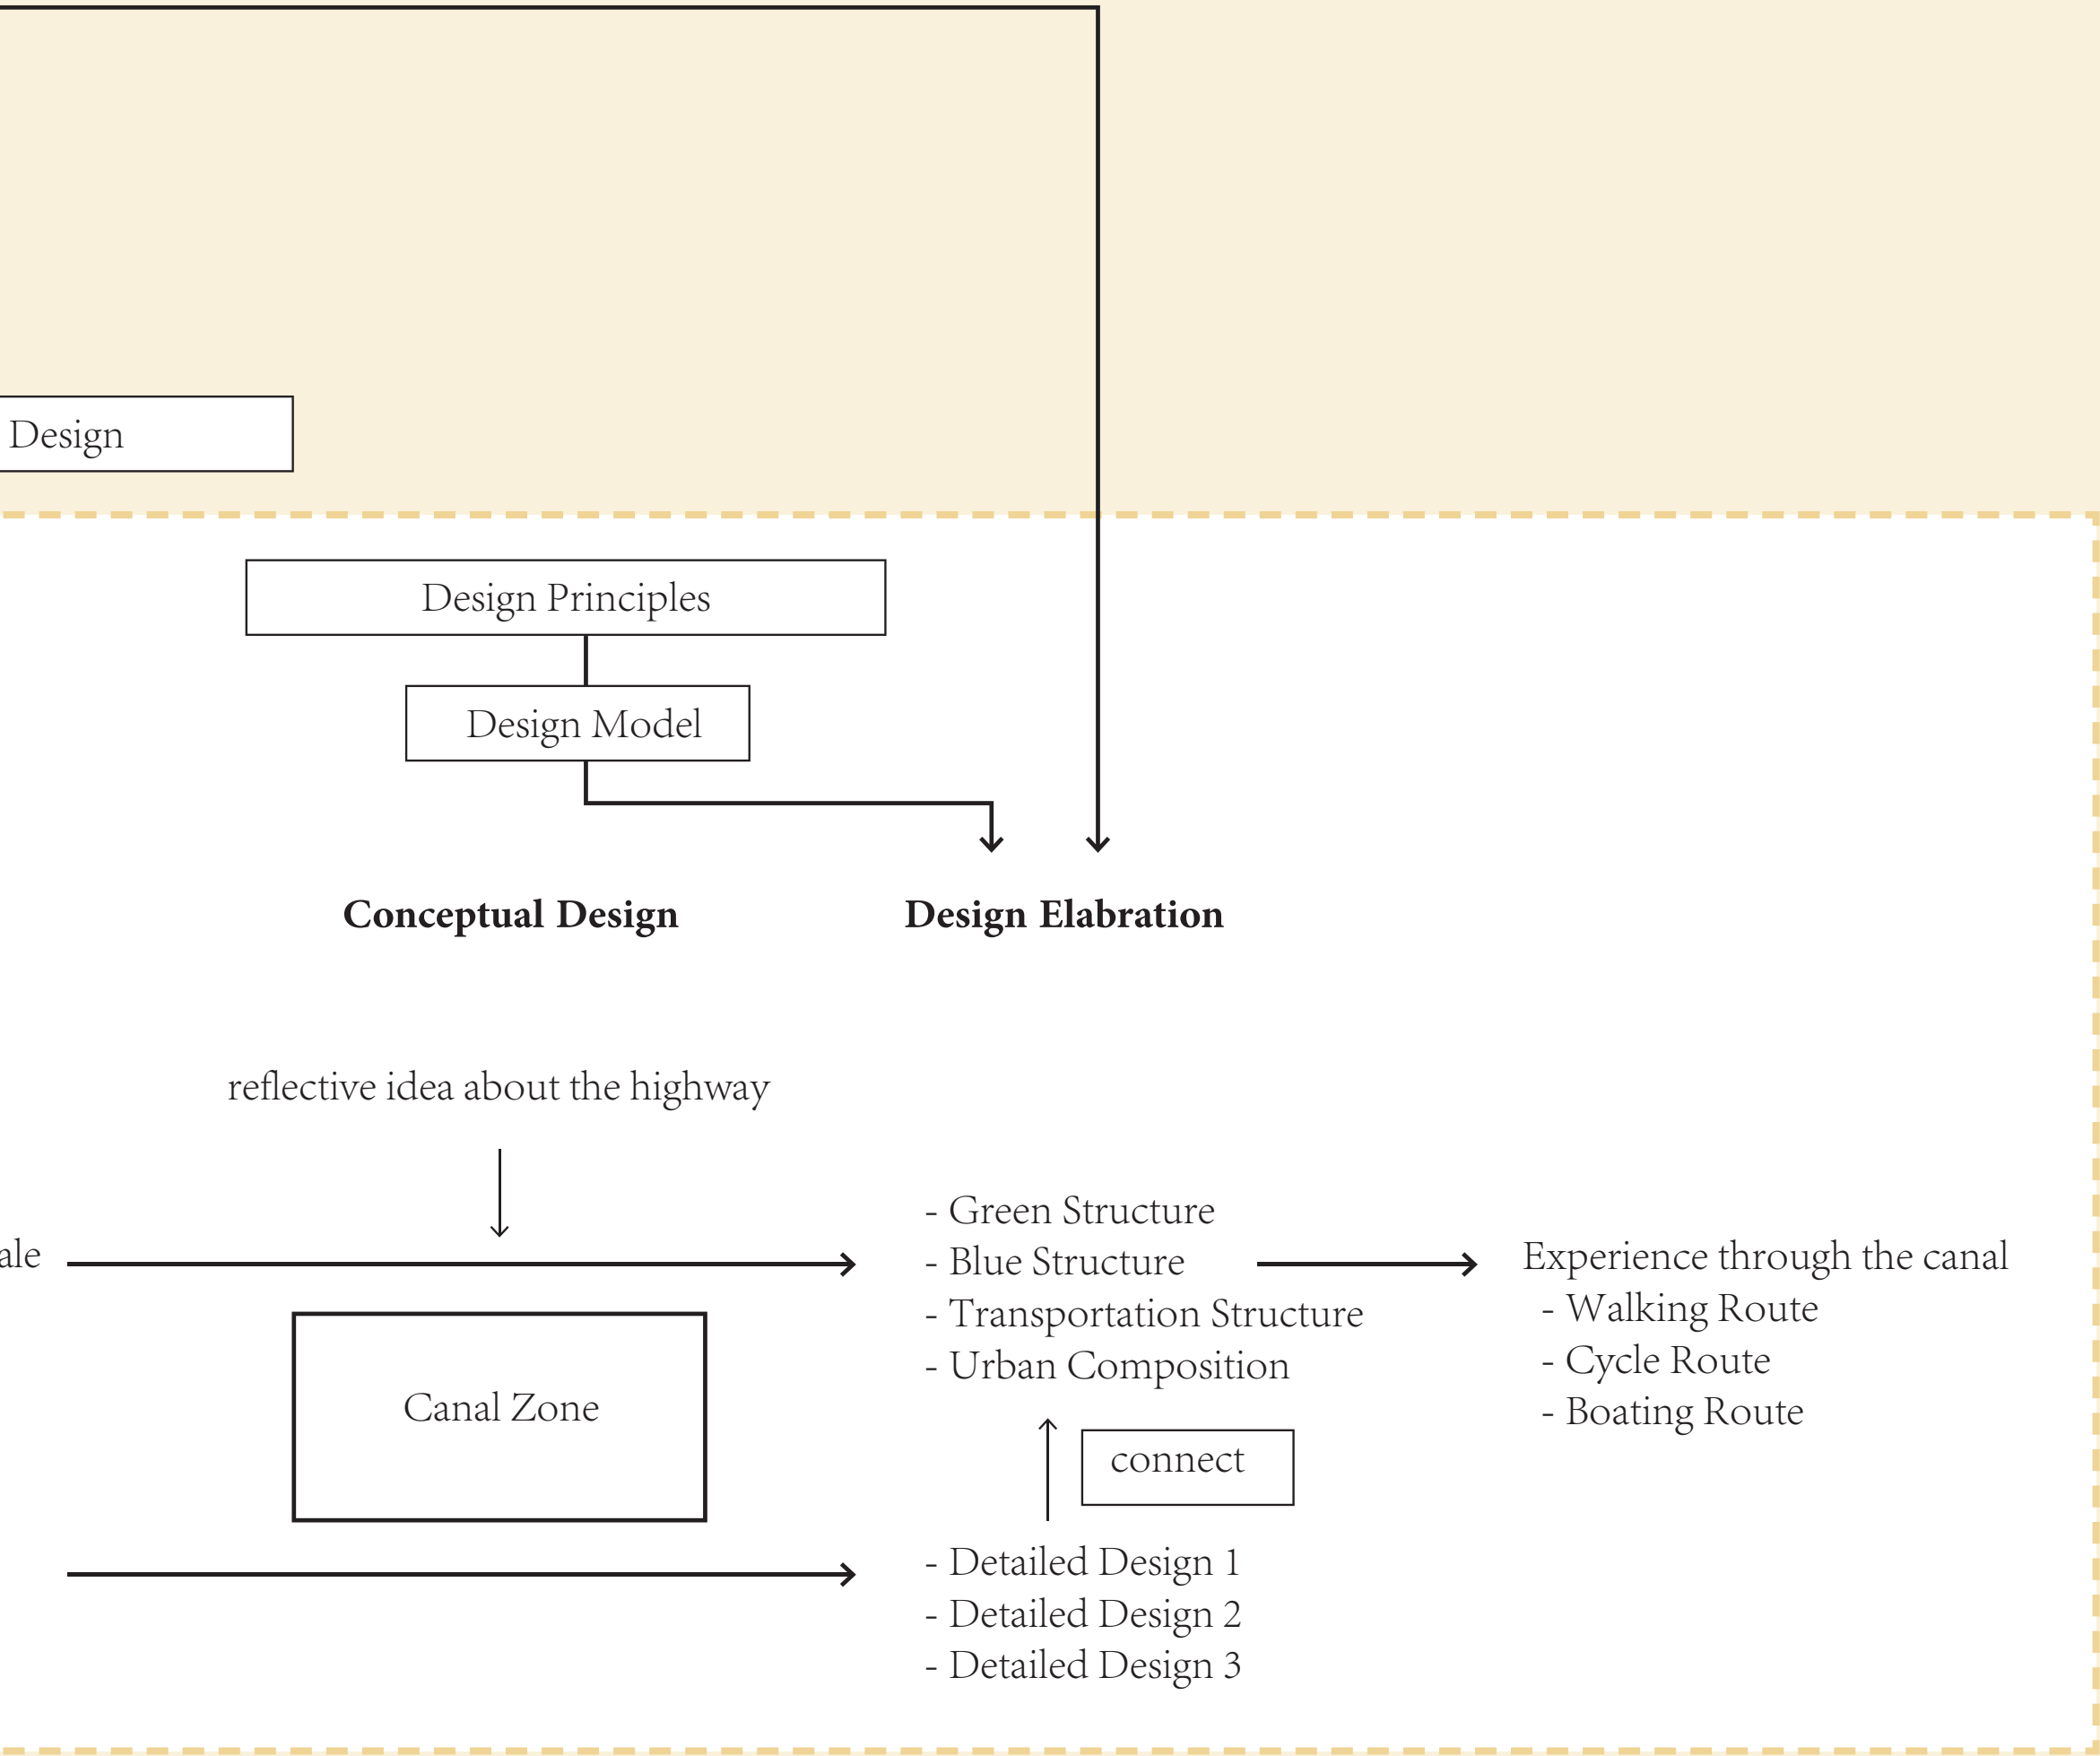 Design
Design Principles
Design Model
Conceptual Design
Design Elabration
reflective idea about the highway
ale
Canal Zone
- Green Structure
- Blue Structure
- Transportation Structure
- Urban Composition
connect
- Detailed Design 1
- Detailed Design 2
- Detailed Design 3
Experience through the canal
- Walking Route
- Cycle Route
- Boating Route